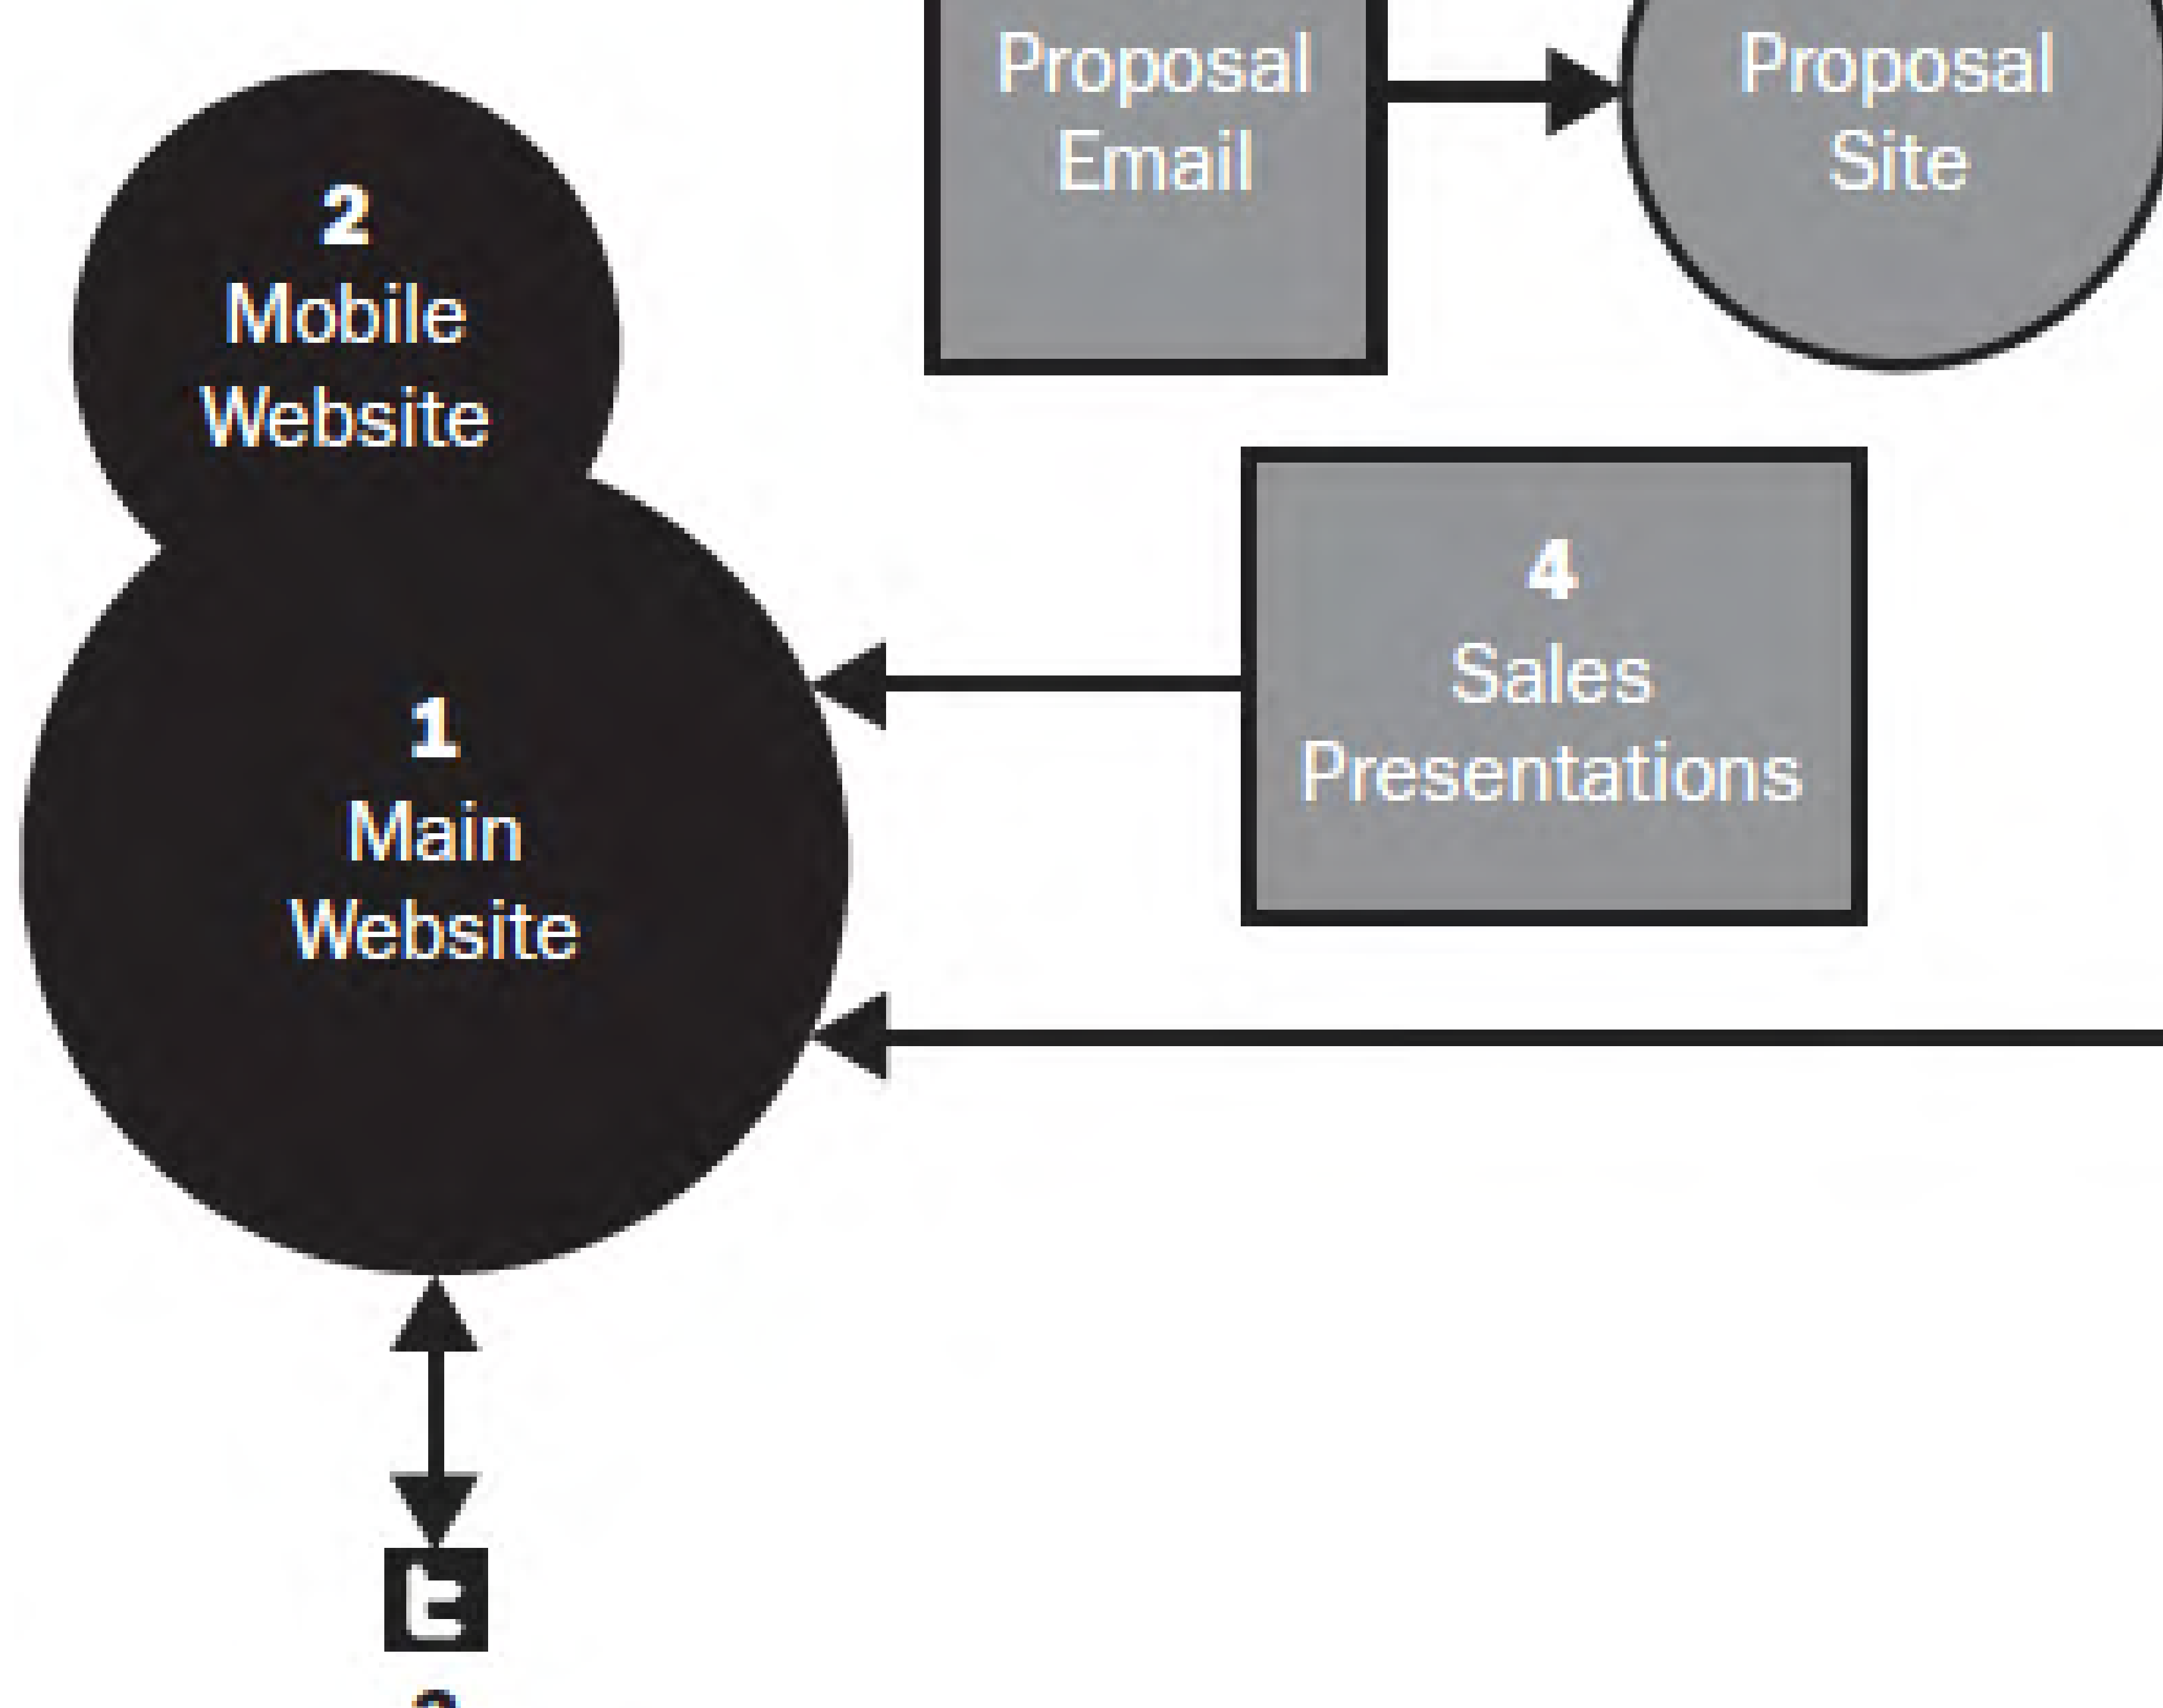 Proposal
Email
Proposal
Site
2
Mobile
Website
4
Sales
Presentations
1
Main
Website
t